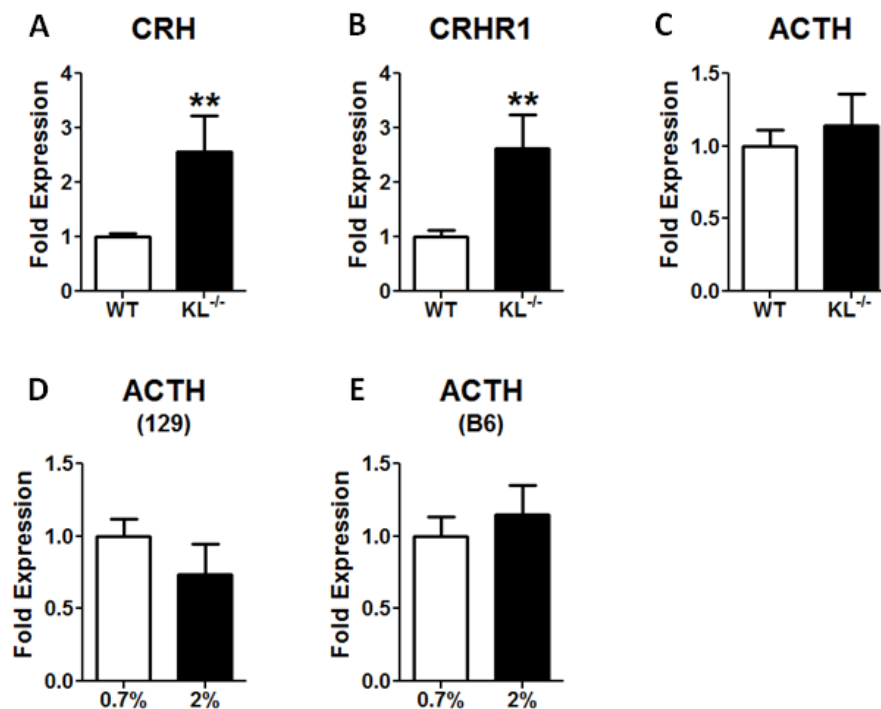 A
CRH
Fold Expression
4
3
2
1
0
**
WT
KL-/-
B
CRHR1
Fold Expression
4
3
2
1
0
**
WT
KL-/-
C
ACTH
Fold Expression
1.5
1.0
0.5
0.0
WT
KL-/-
D
ACTH
(129)
Fold Expression
1.5
1.0
0.5
0.0
0.7%
2%
E
ACTH
(B6)
Fold Expression
1.5
1.0
0.5
0.0
0.7%
2%